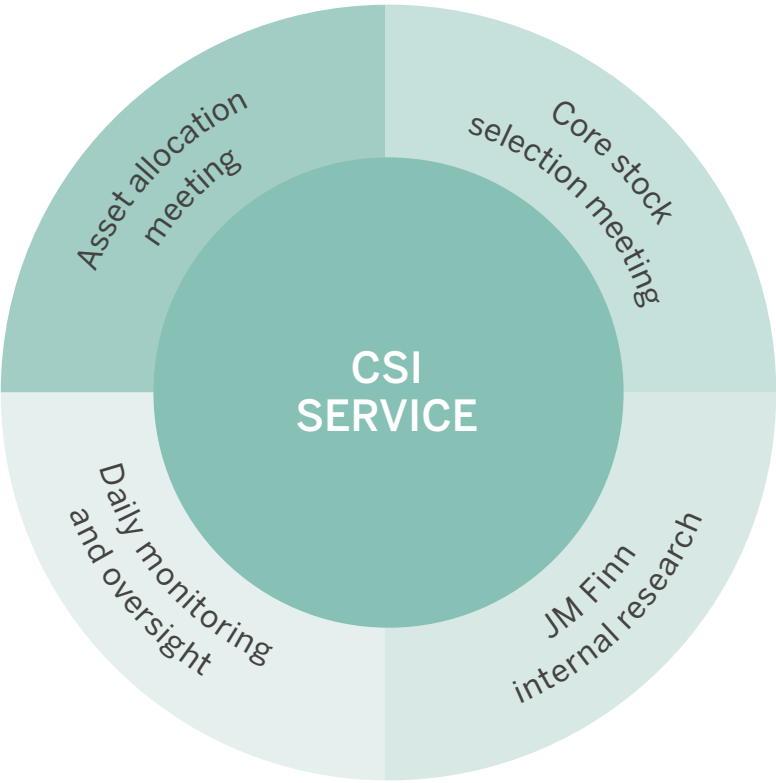 Asset allocation
meeting
Core stock
selection meeting
CSI
SERVICE
Daily monitoring
and oversight
JM Finn
internal research